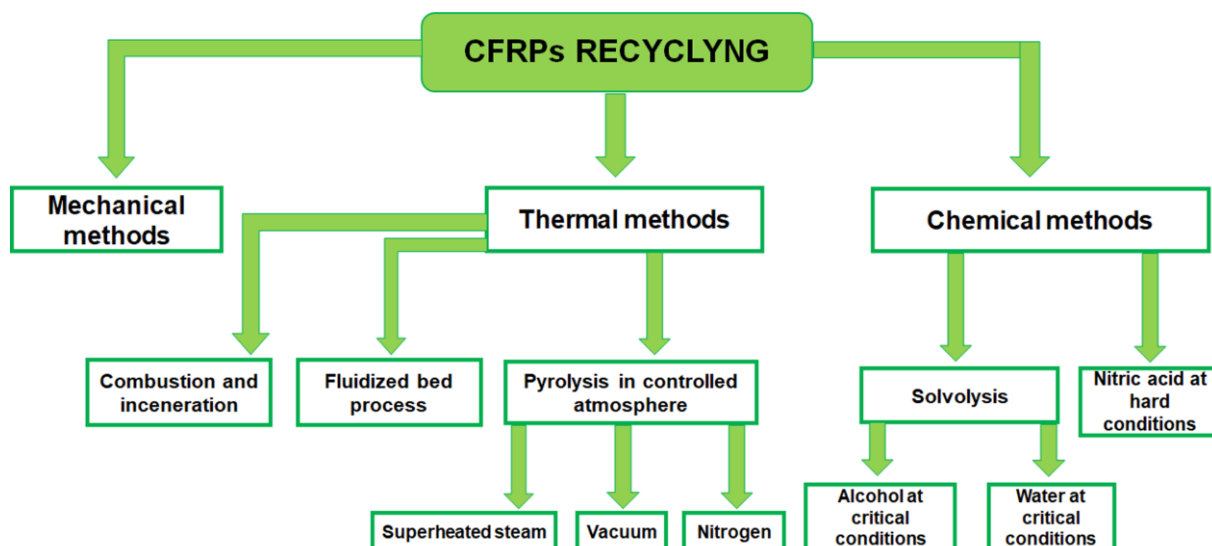 CFRPs RECYCLYNG
Mechanical
methods
Thermal methods
Chemical methods
Combustion and
inceneration
Fluidized bed
process
Pyrolysis in controlled
atmosphere
Solvolysis
Nitric acid at
hard
conditions
Superheated steam
Vacuum
Nitrogen
Alcohol at
critical
conditions
Water at
critical
conditions